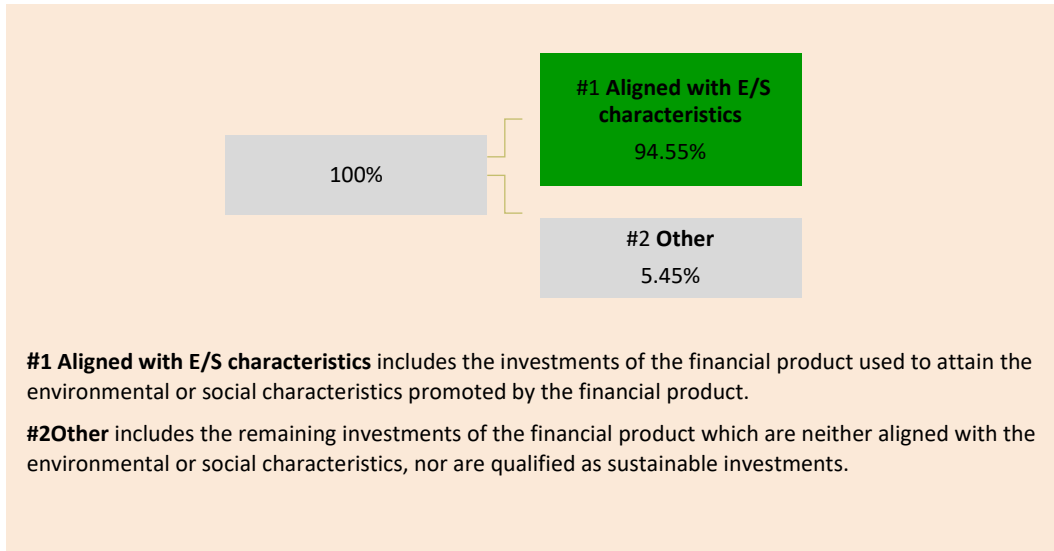 #1 Aligned with E/S
characteristics
94.55%
100%
#2 Other
5.45%
#1 Aligned with E/S characteristics includes the investments of the financial product used to attain the
environmental or social characteristics promoted by the financial product.
#2Other includes the remaining investments of the financial product which are neither aligned with the
environmental or social characteristics, nor are qualified as sustainable investments.